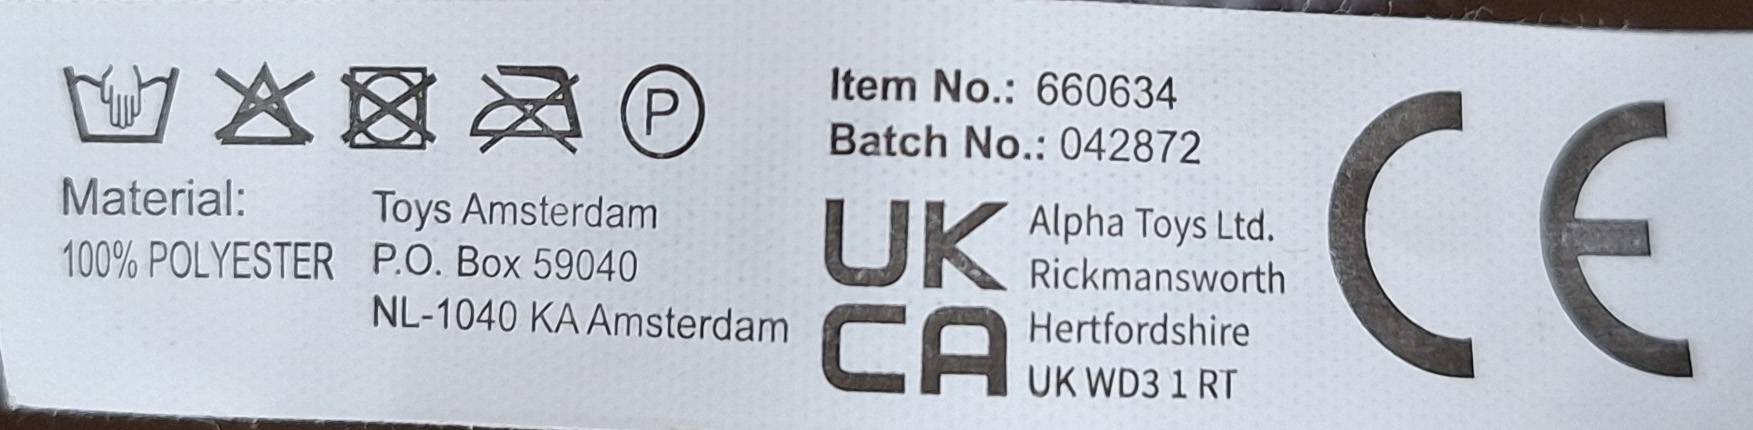 P
Material:
100% POLYESTER
Toys Amsterdam
P.O. Box 59040
NL-1040 KA Amsterdam
Item No.: 660634
Batch No.: 042872
UK
CA
Alpha Toys Ltd.
Rickmansworth
Hertfordshire
UK WD3 1 RT
CE